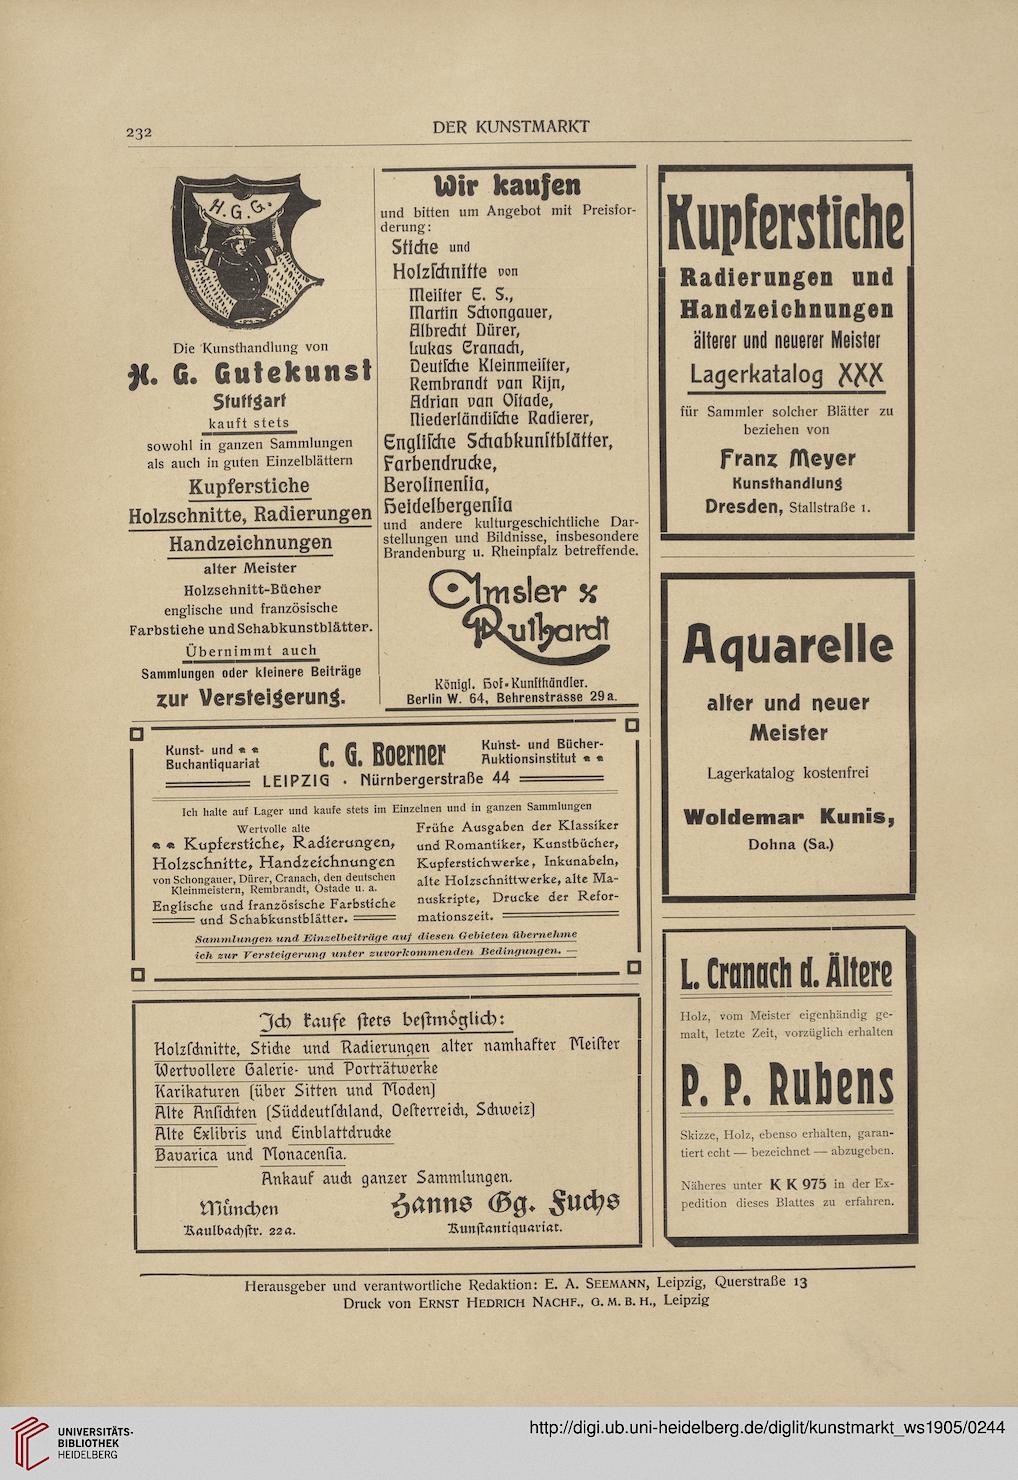 232
DER KUNSTMARKT
H.G.G.
Die Kunsthandlung von
H. G. Gutekunst
Stuttgart
kauft stets
sowohl in ganzen Sammlungen
als auch in guten Einzelblättern
Kupferstiche
Holzschnitte, Radierungen
Handzeichnungen
alter Meister
Holzschnitt-Bücher
englische und französische
Farbstiche und Schabkunstblätter.
Übernimmt auch
Sammlungen oder kleinere Beiträge
zur Versteigerung.
Wir kaufen
und bitten um Angebot mit Preisfor-
derung:
Stiche und
Holzſchnitte von
Meiſter E. S.,
Martin Schongauer,
Albrecht Dürer,
Lukas Cranach,
Deutſche Kleinmeiſter,
Rembrandt van Rijn,
Adrian van Oſtade,
Niederländiſche Radierer,
Engliſche Schabkunſtblätter,
Farbendrucke,
Berolinenſia,
Heidelbergenſia
und andere kulturgeschichtliche Dar-
stellungen und Bildnisse, insbesondere
Brandenburg u. Rheinpfalz betreffende.
Amsler &
Ruthardt
Königl. Hof-Kunſthändler.
Berlin W. 64, Behrenstrasse 29 a.
Kupferstiche
Radierungen und
Handzeichnungen
älterer und neuerer Meister
Lagerkatalog XXX
für Sammler solcher Blätter zu
beziehen von
Franz Meyer
Kunsthandlung
Dresden, Stallstraße 1.
Aquarelle
alter und neuer
Meister
Lagerkatalog kostenfrei
Woldemar Kunis,
Dohna (Sa.)
Kunst- und
Buchantiquariat
C. G. Boerner
Kunst- und Bücher-
Auktionsinstitut
LEIPZIG . Nürnbergerstraße 44
Ich halte auf Lager und kaufe stets im Einzelnen und in ganzen Sammlungen
Wertvolle alte
Kupferstiche, Radierungen,
Holzschnitte, Handzeichnungen
von Schongauer, Dürer, Cranach, den deutschen
Kleinmeistern, Rembrandt, Ostade u. a.
Englische und französische Farbstiche
und Schabkunstblätter.
Frühe Ausgaben der Klassiker
und Romantiker, Kunstbücher,
Kupferstichwerke, Inkunabeln,
alte Holzschnittwerke, alte Ma-
nuskripte, Drucke der Refor-
mationszeit.
Sammlungen und Einzelbeiträge auf diesen Gebieten übernehme
ich zur Versteigerung unter zuvorkommenden Bedingungen. —
L. Cranach d. Ältere
Holz, vom Meister eigenhändig ge-
malt, letzte Zeit, vorzüglich erhalten
P. P. Rubens
Skizze, Holz, ebenso erhalten, garan-
tiert echt — bezeichnet — abzugeben.
Näheres unter K K 975 in der Ex-
pedition dieses Blattes zu erfahren.
Ich kaufe ſtets beſtmöglich:
Holzſchnitte, Stiche und Radierungen alter namhafter Meiſter
Wertvollere Galerie- und Porträtwerke
Karikaturen (über Sitten und Moden)
Alte Anſichten (Süddeutſchland, Oeſterreich, Schweiz)
Alte Exlibris und Einblattdrucke
Bavarica und Monacenſia.
Ankauf auch ganzer Sammlungen.
München
Kaulbachſtr. 22 a.
Hanns Gg. Fuchs
Kunſtantiquariat.
Herausgeber und verantwortliche Redaktion: E. A. SEEMANN, Leipzig, Querstraße 13
Druck von ERNST HEDRICH NACHF., G. M. B. H., Leipzig
UNIVERSITÄTS-
BIBLIOTHEK
HEIDELBERG
http://digi.ub.uni-heidelberg.de/diglit/kunstmarkt_ws1905/0244